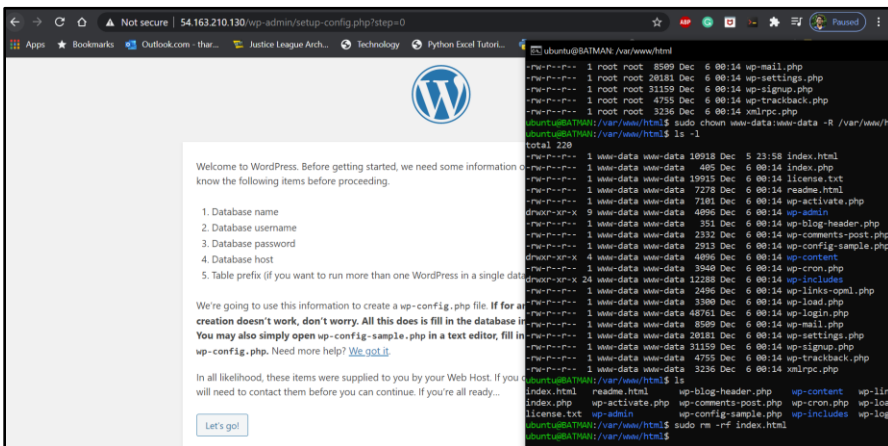 Not secure | 54.163.210.130/wp-admin/setup-config.php?step=0
Paused
Apps Bookmarks Outlook.com - thar... Justice League Arch... Technology Python Excel Tutori...
Welcome to WordPress. Before getting started, we need some information o
know the following items before proceeding.
1. Database name
2. Database username
3. Database password
4. Database host
5. Table prefix (if you want to run more than one WordPress in a single data
We're going to use this information to create a wp-config.php file. If for an
creation doesn't work, don't worry. All this does is fill in the database in
You may also simply open wp-config-sample.php in a text editor, fill in
wp-config.php. Need more help? We got it.
In all likelihood, these items were supplied to you by your Web Host. If you
will need to contact them before you can continue. If you're all ready...
Let's go!
ubuntu@BATMAN: /var/www/html
-rw-r--r-- 1 root root 8509 Dec 6 00:14 wp-mail.php
-rw-r--r-- 1 root root 20181 Dec 6 00:14 wp-settings.php
-rw-r--r-- 1 root root 31159 Dec 6 00:14 wp-signup.php
-rw-r--r-- 1 root root 4755 Dec 6 00:14 wp-trackback.php
-rw-r--r-- 1 root root 3236 Dec 6 00:14 xmlrpc.php
ubuntu@BATMAN:/var/www/html$ sudo chown www-data:www-data -R /var/www/h
ubuntu@BATMAN:/var/www/html$ ls -l
total 220
-rw-r--r-- 1 www-data www-data 10918 Dec 5 23:58 index.html
-rw-r--r-- 1 www-data www-data 405 Dec 6 00:14 index.php
-rw-r--r-- 1 www-data www-data 19915 Dec 6 00:14 license.txt
-rw-r--r-- 1 www-data www-data 7278 Dec 6 00:14 readme.html
-rw-r--r-- 1 www-data www-data 7101 Dec 6 00:14 wp-activate.php
drwxr-xr-x 9 www-data www-data 4096 Dec 6 00:14 wp-admin
-rw-r--r-- 1 www-data www-data 351 Dec 6 00:14 wp-blog-header.php
-rw-r--r-- 1 www-data www-data 2332 Dec 6 00:14 wp-comments-post.php
-rw-r--r-- 1 www-data www-data 2913 Dec 6 00:14 wp-config-sample.php
drwxr-xr-x 4 www-data www-data 4096 Dec 6 00:14 wp-content
-rw-r--r-- 1 www-data www-data 3940 Dec 6 00:14 wp-cron.php
drwxr-xr-x 24 www-data www-data 12288 Dec 6 00:14 wp-includes
-rw-r--r-- 1 www-data www-data 2496 Dec 6 00:14 wp-links-opml.php
-rw-r--r-- 1 www-data www-data 3300 Dec 6 00:14 wp-load.php
-rw-r--r-- 1 www-data www-data 48761 Dec 6 00:14 wp-login.php
-rw-r--r-- 1 www-data www-data 8509 Dec 6 00:14 wp-mail.php
-rw-r--r-- 1 www-data www-data 20181 Dec 6 00:14 wp-settings.php
-rw-r--r-- 1 www-data www-data 31159 Dec 6 00:14 wp-signup.php
-rw-r--r-- 1 www-data www-data 4755 Dec 6 00:14 wp-trackback.php
-rw-r--r-- 1 www-data www-data 3236 Dec 6 00:14 xmlrpc.php
ubuntu@BATMAN:/var/www/html$ ls
index.html readme.html wp-blog-header.php wp-content wp-lin
index.php wp-activate.php wp-comments-post.php wp-cron.php wp-loa
license.txt wp-admin wp-config-sample.php wp-includes wp-log
ubuntu@BATMAN:/var/www/html$ sudo rm -rf index.html
ubuntu@BATMAN:/var/www/html$